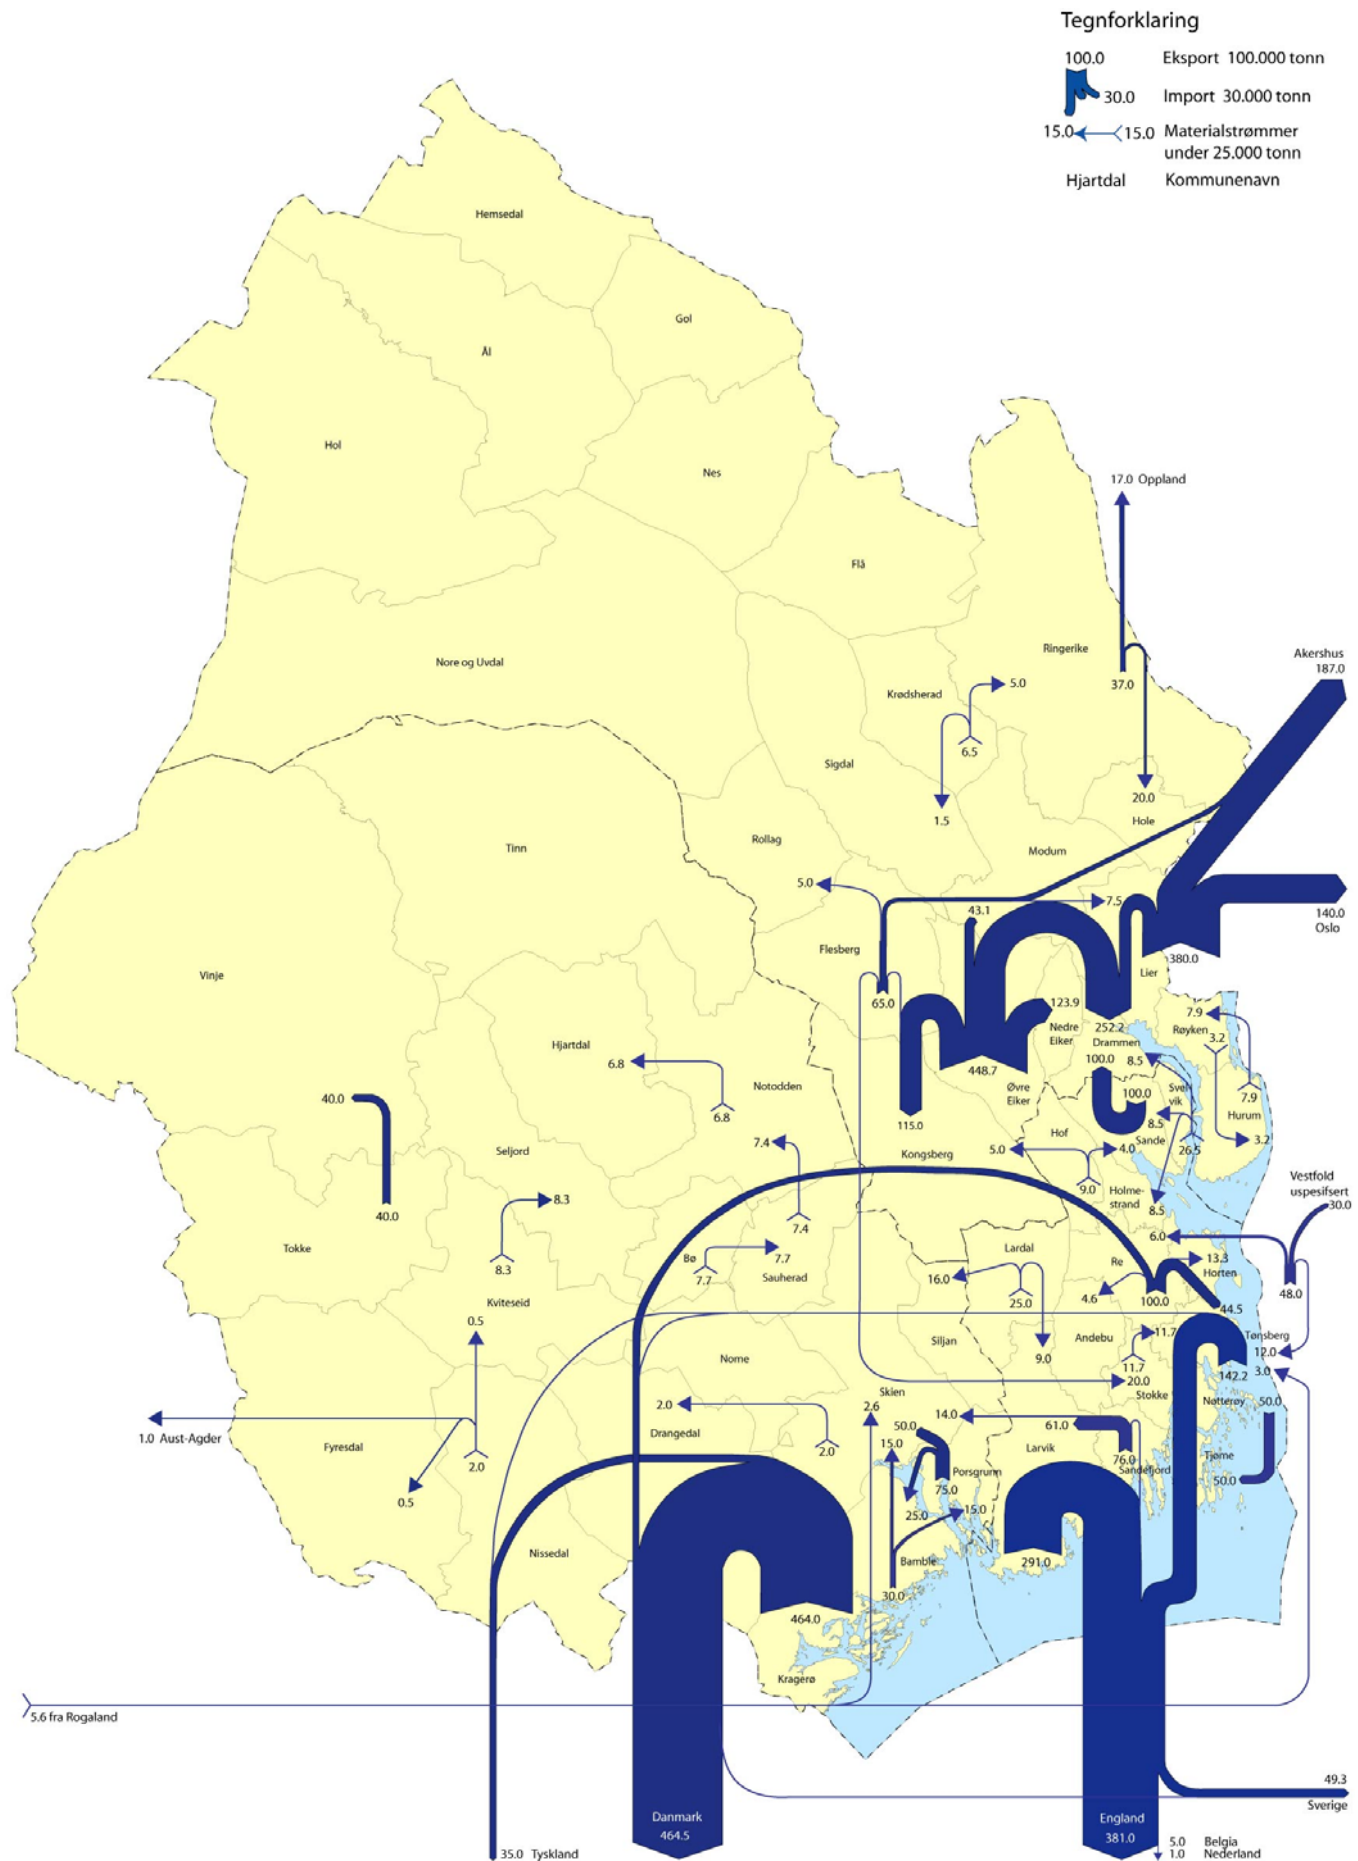 Tegnforklaring
100.0 Eksport 100.000 tonn
30.0 Import 30.000 tonn
15.0 15.0 Materialstrømmer
under 25.000 tonn
Hjartdal Kommunenavn
Hemsedal
Gol
Ål
Hol
Nes
17.0 Oppland
Flå
Ringerike
Nore og Uvdal
Akershus
187.0
5.0
37.0
Krødsherad
6.5
Sigdal
20.0
1.5
Hole
Rollag
Tinn
Modum
5.0
7.5
43.1
140.0
Oslo
Flesberg
380.0
Lier
Vinje
65.0
123.9
7.9
252.2
Nedre
Eiker
Røyken
3.2
Drammen
Hjartdal
6.8
100.0
8.5
448.7
Notodden
Øvre
Eiker
40.0
100.0
Svel-
vik
7.9
6.8
Hurum
115.0
8.5
Hof
7.4
Sande
3.2
Seljord
Kongsberg
5.0
4.0
26.5
Vestfold
uspesifsert
9.0
Holme-
strand
8.3
30.0
40.0
8.5
7.4
6.0
Tokke
Bø
7.7
Lardal
Re
13.3
8.3
7.7
Sauherad
16.0
Horten
4.6
100.0
48.0
Kviteseid
25.0
44.5
0.5
Siljan
Andebu
11.7
Tønsberg
12.0
Nome
9.0
11.7
3.0
142.2
20.0
Skien
Stokke
2.0
2.6
Nøtterøy
50.0
14.0
61.0
1.0 Aust-Agder
50.0
Drangedal
Fyresdal
15.0
Larvik
2.0
2.0
76.0
Tjøme
Porsgrunn
Sandefjord
50.0
75.0
0.5
15.0
25.0
Nissedal
Bamble
291.0
30.0
464.0
Kragerø
5.6 fra Rogaland
49.3
Sverige
Danmark
464.5
England
381.0
35.0 Tyskland
5.0 Belgia
1.0 Nederland